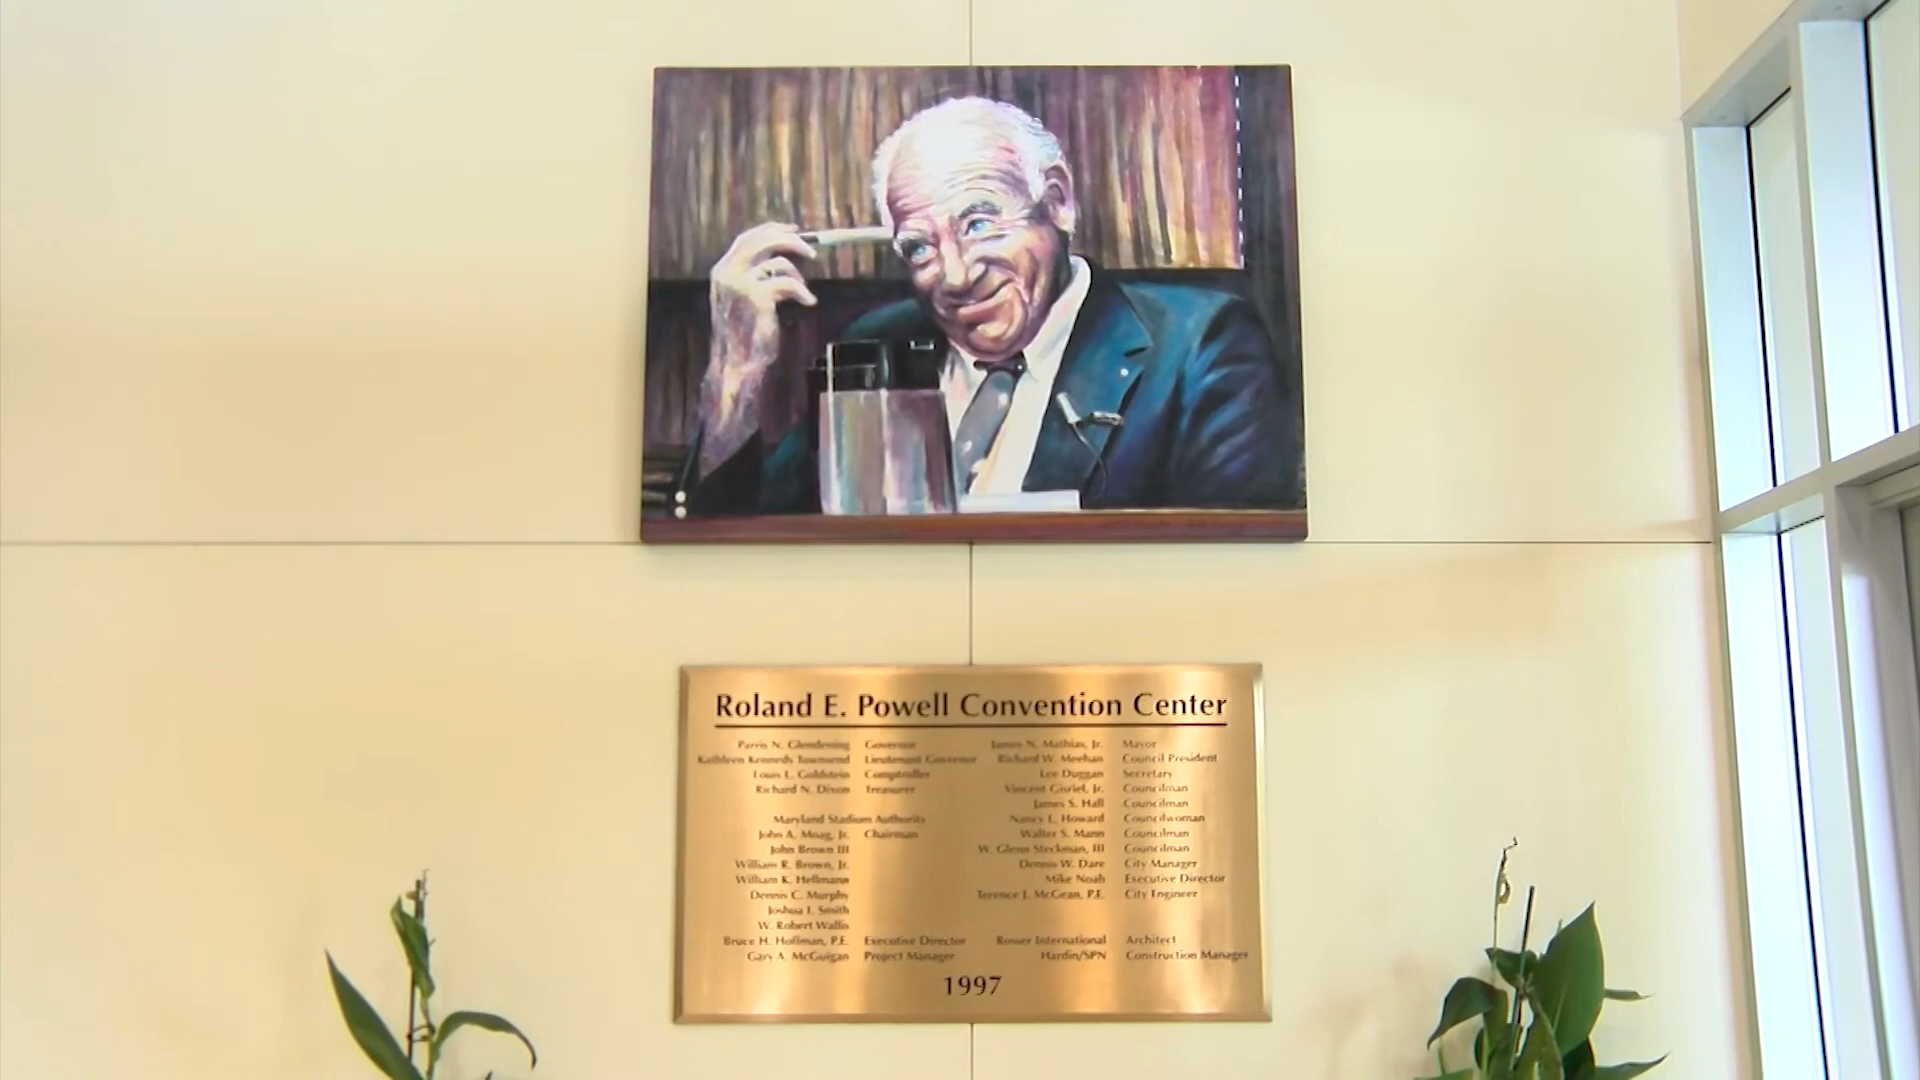 Roland E. Powell Convention Center
Parris N. Glendening Governor
Kathleen Kennedy Townsend Lieutenant Governor
Louis L. Goldstein Comptroller
Richard N. Dixon Treasurer
Maryland Stadium Authority
John A. Moag, Jr. Chairman
John Brown III
William R. Brown, Jr.
William K. Hellmann
Dennis C. Murphy
Joshua I. Smith
W. Robert Wallis
Bruce H. Hoffman, P.E. Executive Director
Gary A. McGuigan Project Manager
James N. Mathias, Jr. Mayor
Richard W. Meehan Council President
Lee Duggan Secretary
Vincent Gisriel, Jr. Councilman
James S. Hall Councilman
Nancy L. Howard Councilwoman
Walter S. Mann Councilman
W. Glenn Steckman, III Councilman
Dennis W. Dare City Manager
Mike Noah Executive Director
Terence J. McGean, P.E. City Engineer
Rosser International Architect
Hardin/SPN Construction Manager
1997